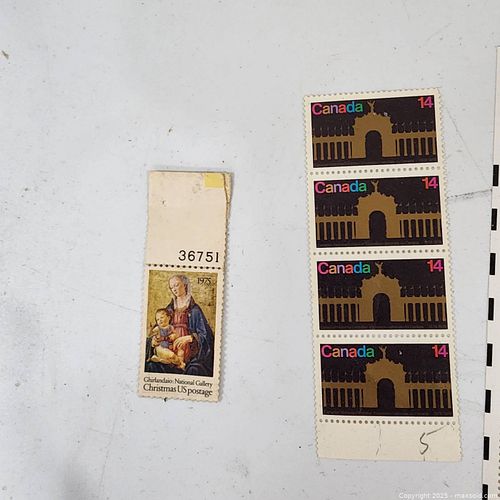 36751
1975
Ghirlandaio: National Gallery
Christmas US postage
Canada 14
Canada 14
Canada 14
Canada 14
5
Copyright © 2025 - maxsold.com